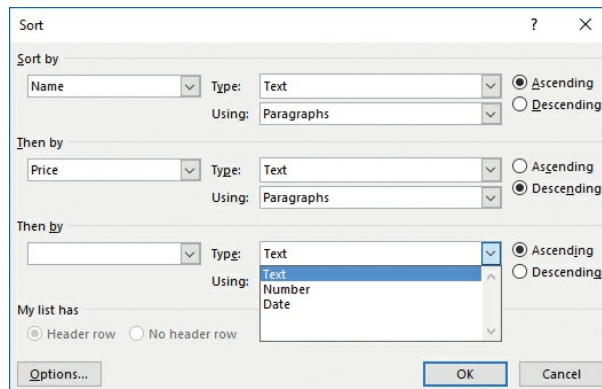 Sort ? ×
Sort by
Name Type: Text Ascending
Using: Paragraphs Descending
Then by
Price Type: Text Ascending
Using: Paragraphs Descending
Then by
Type: Text Ascending
Using: Text Descending
Number
Date
My list has
Header row No header row
Options... OK Cancel